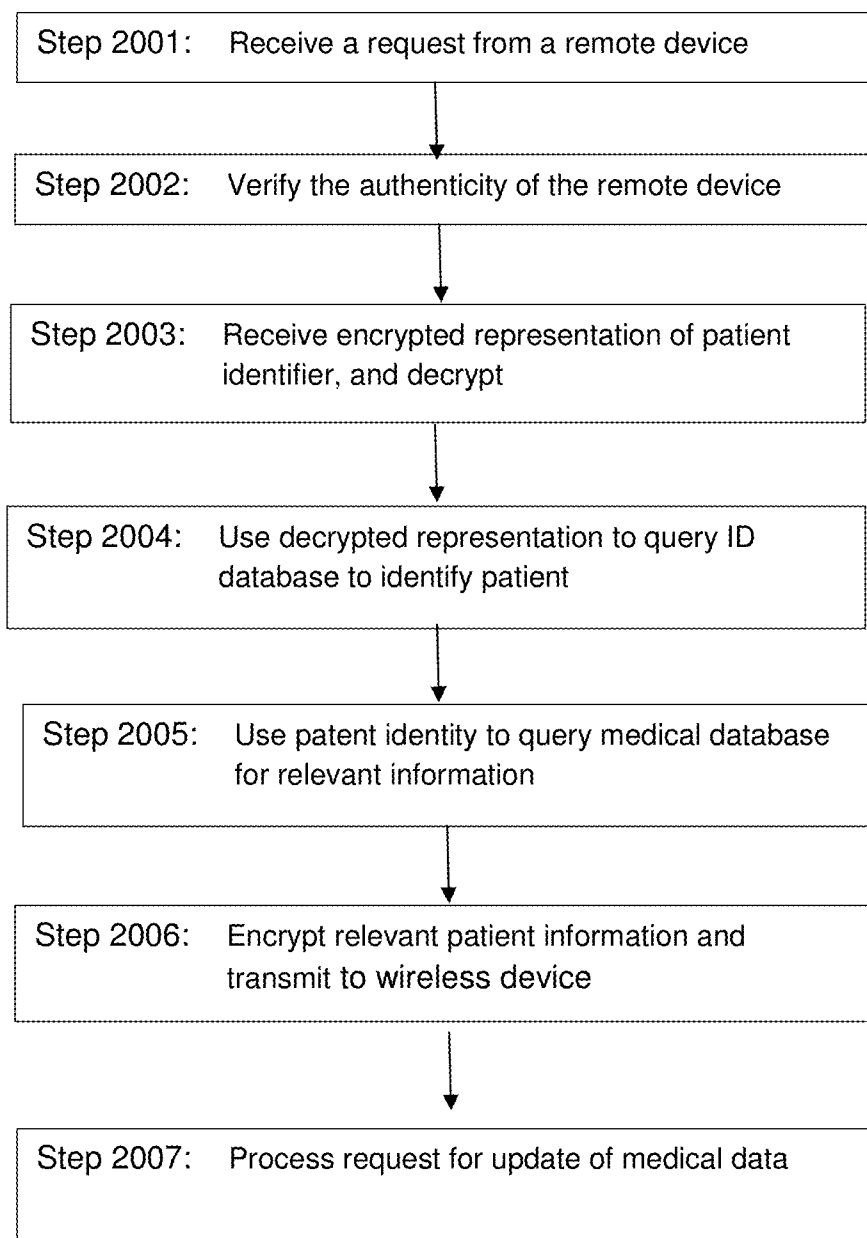 Step 2001: Receive a request from a remote device
Step 2002: Verify the authenticity of the remote device
Step 2003: Receive encrypted representation of patient
identifier, and decrypt
Step 2004: Use decrypted representation to query ID
database to identify patient
Step 2005: Use patent identity to query medical database
for relevant information
Step 2006: Encrypt relevant patient information and
transmit to wireless device
Step 2007: Process request for update of medical data